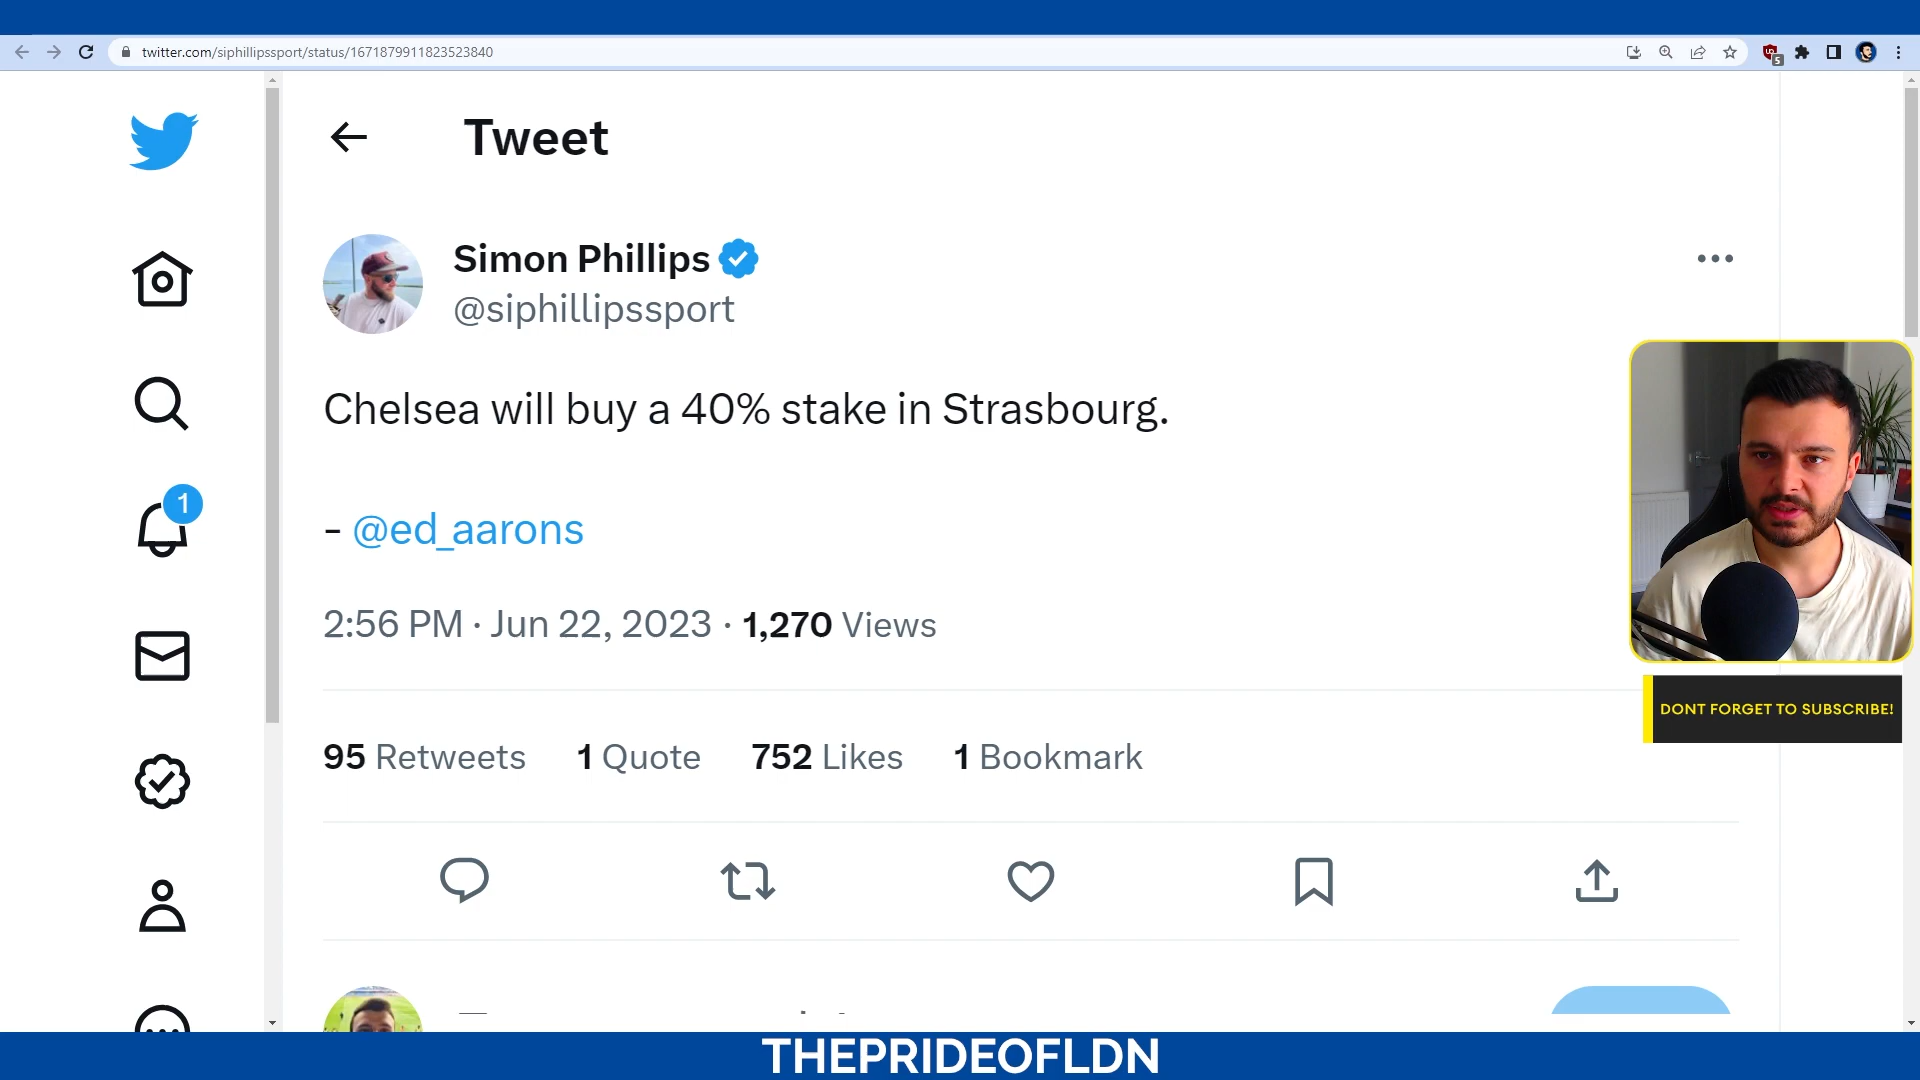 twitter.com/siphillipssport/status/1671879911823523840
5
Tweet
Simon Phillips
@siphillipssport
Chelsea will buy a 40% stake in Strasbourg.
1
- @ed_aarons
2:56 PM · Jun 22, 2023 · 1,270 Views
DONT FORGET TO SUBSCRIBE!
95 Retweets 1 Quote 752 Likes 1 Bookmark
THEPRIDEOFLDN